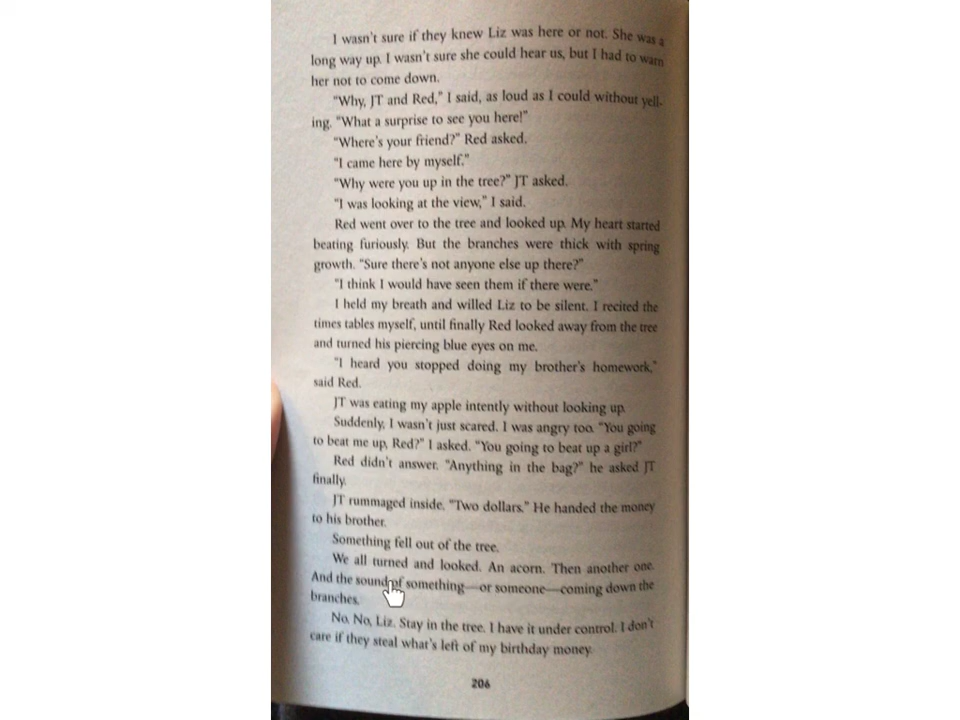 I wasn't sure if they knew Liz was here or not. She was a
long way up. I wasn't sure she could hear us, but I had to warn
her not to come down.
"Why, JT and Red," I said, as loud as I could without yell-
ing. "What a surprise to see you here!"
"Where's your friend?" Red asked.
"I came here by myself."
"Why were you up in the tree?" JT asked.
"I was looking at the view," I said.
Red went over to the tree and looked up. My heart started
beating furiously. But the branches were thick with spring
growth. "Sure there's not anyone else up there?"
"I think I would have seen them if there were."
I held my breath and willed Liz to be silent. I recited the
times tables myself, until finally Red looked away from the tree
and turned his piercing blue eyes on me.
"I heard you stopped doing my brother's homework,"
said Red.
JT was eating my apple intently without looking up.
Suddenly, I wasn't just scared. I was angry too. "You going
to beat me up, Red?" I asked. "You going to beat up a girl?"
Red didn't answer. "Anything in the bag?" he asked JT
finally.
JT rummaged inside. "Two dollars." He handed the money
to his brother.
Something fell out of the tree.
We all turned and looked. An acorn. Then another one.
And the sound of something—or someone—coming down the
branches.
No. No, Liz. Stay in the tree. I have it under control. I don't
care if they steal what's left of my birthday money.
206